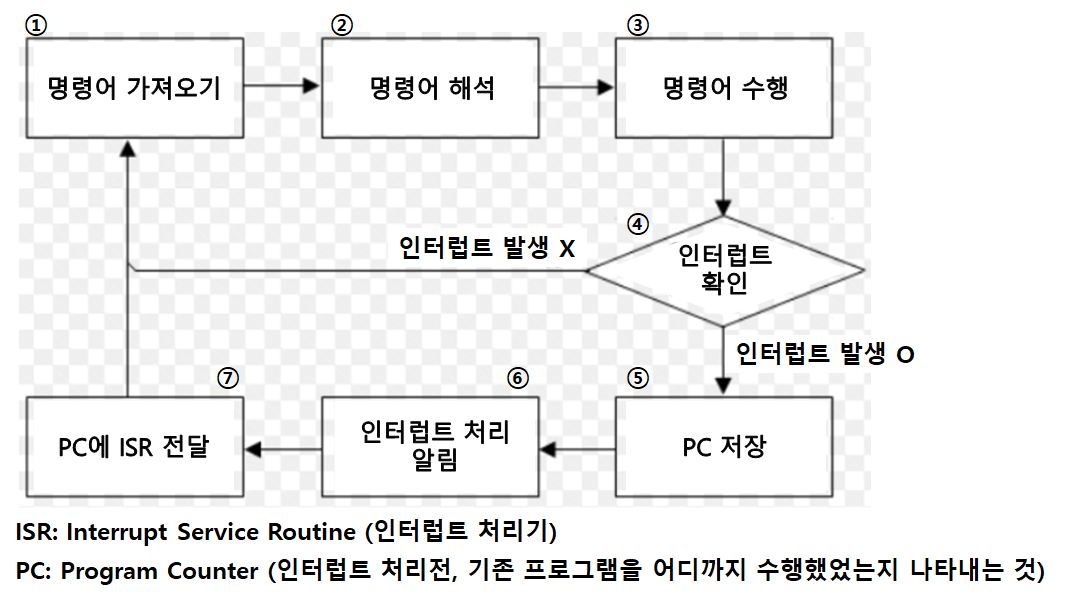 ① ② ③
명령어 가져오기 명령어 해석 명령어 수행
④
인터럽트 발생 X
인터럽트
확인
인터럽트 발생 O
⑦ ⑥ ⑤
PC에 ISR 전달
인터럽트 처리
알림
PC 저장
ISR: Interrupt Service Routine (인터럽트 처리기)
PC: Program Counter (인터럽트 처리전, 기존 프로그램을 어디까지 수행했었는지 나타내는 것)